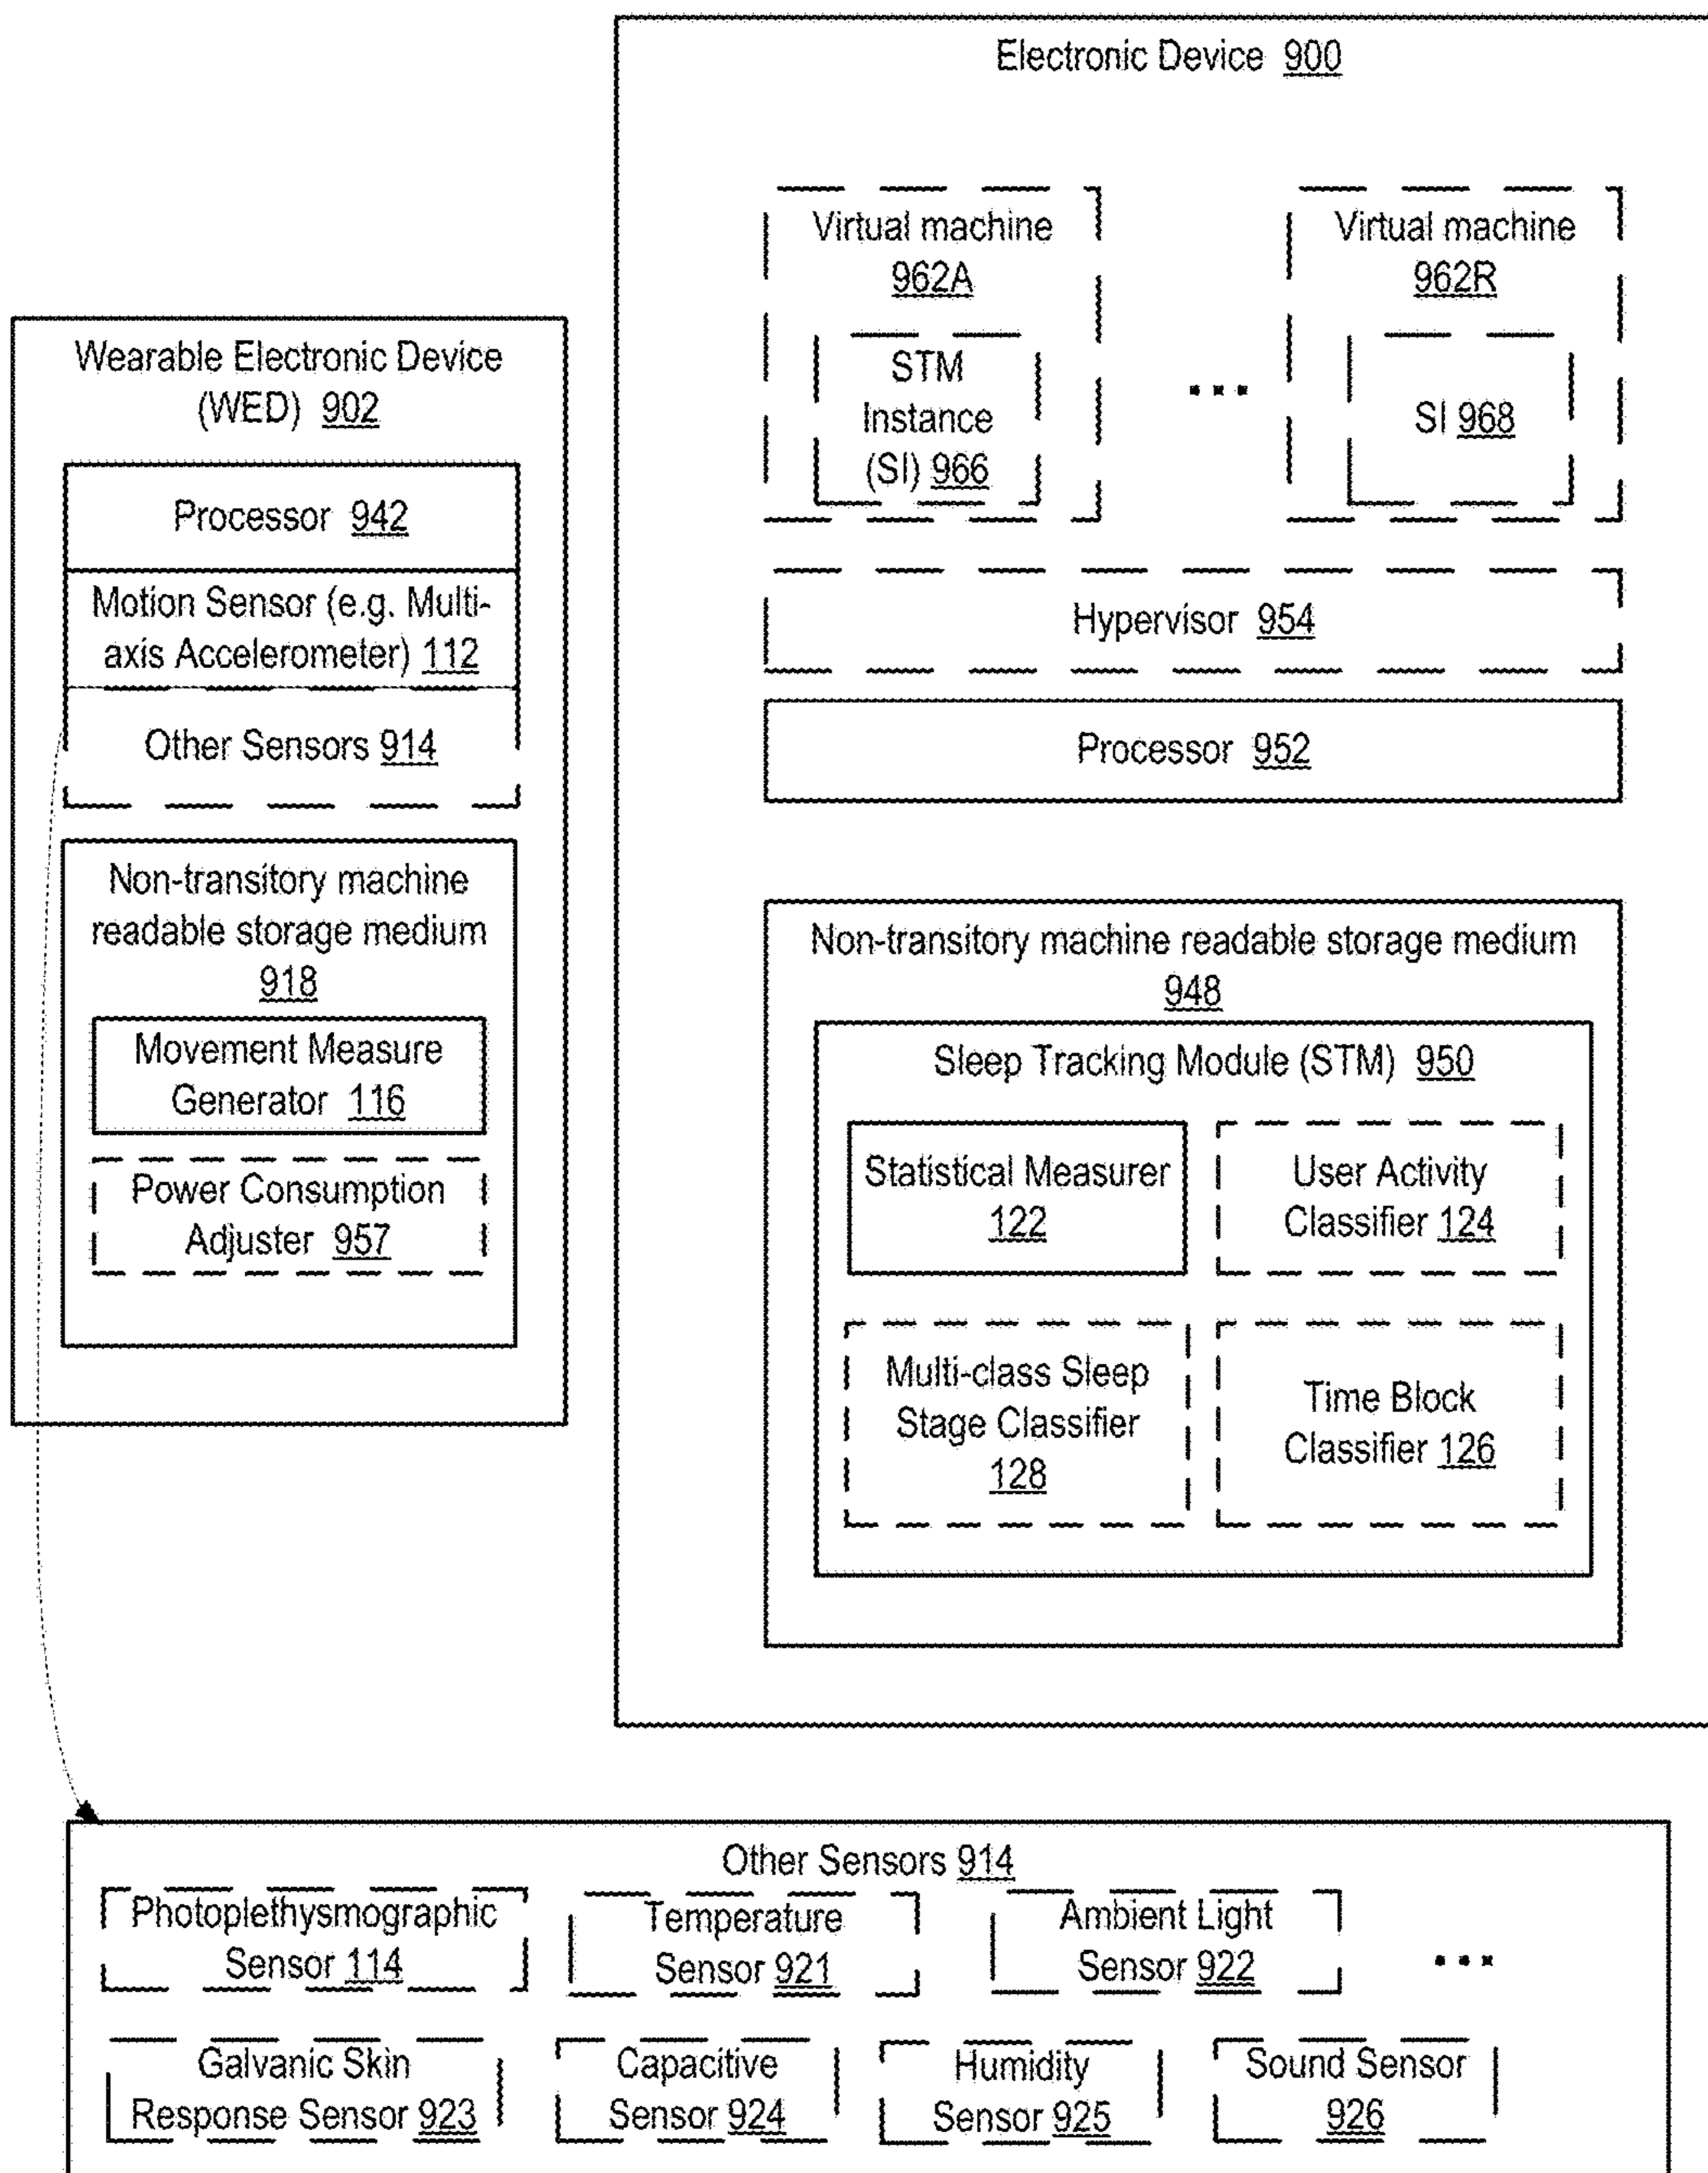 Electronic Device 900
Virtual machine
962A
STM
Instance
(SI) 966
...
Virtual machine
962R
SI 968
Hypervisor 954
Processor 952
Non-transitory machine readable storage medium
948
Sleep Tracking Module (STM) 950
Statistical Measurer
122
User Activity
Classifier 124
Multi-class Sleep
Stage Classifier
128
Time Block
Classifier 126
Wearable Electronic Device
(WED) 902
Processor 942
Motion Sensor (e.g. Multi-
axis Accelerometer) 112
Other Sensors 914
Non-transitory machine
readable storage medium
918
Movement Measure
Generator 116
Power Consumption
Adjuster 957
Other Sensors 914
Photoplethysmographic
Sensor 114
Temperature
Sensor 921
Ambient Light
Sensor 922
...
Galvanic Skin
Response Sensor 923
Capacitive
Sensor 924
Humidity
Sensor 925
Sound Sensor
926